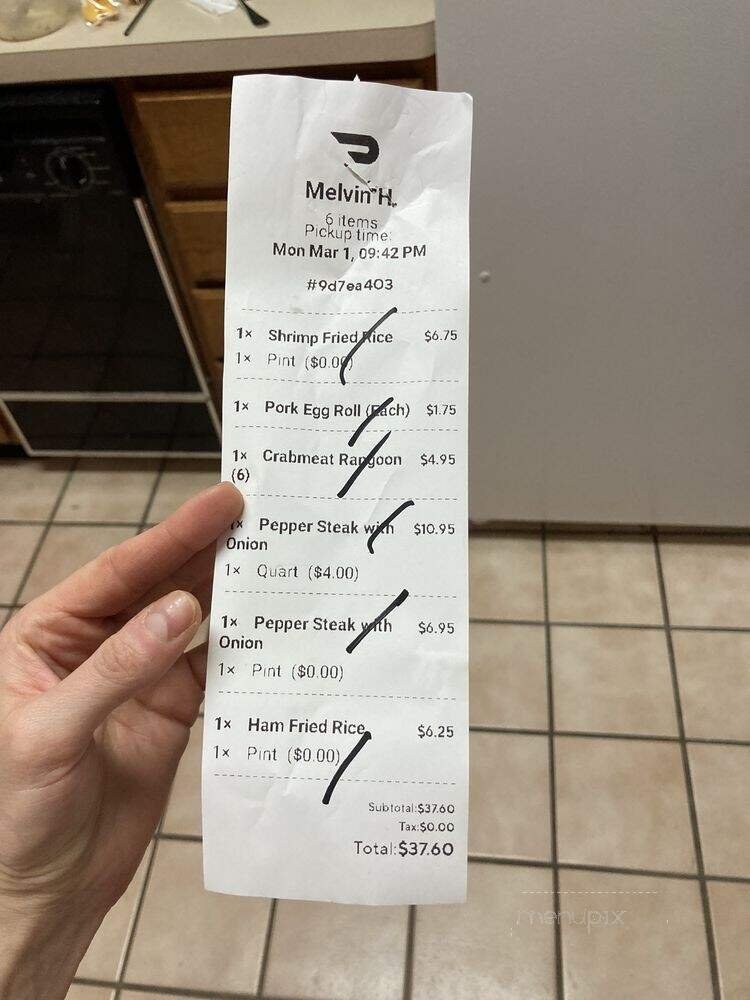 Melvin H.
6 items
Pickup time:
Mon Mar 1, 09:42 PM
#9d7ea403
1× Shrimp Fried Rice $6.75
1× Pint ($0.00)
1× Pork Egg Roll (Each) $1.75
1× Crabmeat Rangoon $4.95
(6)
1× Pepper Steak with $10.95
Onion
1× Quart ($4.00)
1× Pepper Steak with $6.95
Onion
1× Pint ($0.00)
1× Ham Fried Rice $6.25
1× Pint ($0.00)
Subtotal:$37.60
Tax:$0.00
Total:$37.60
menupix